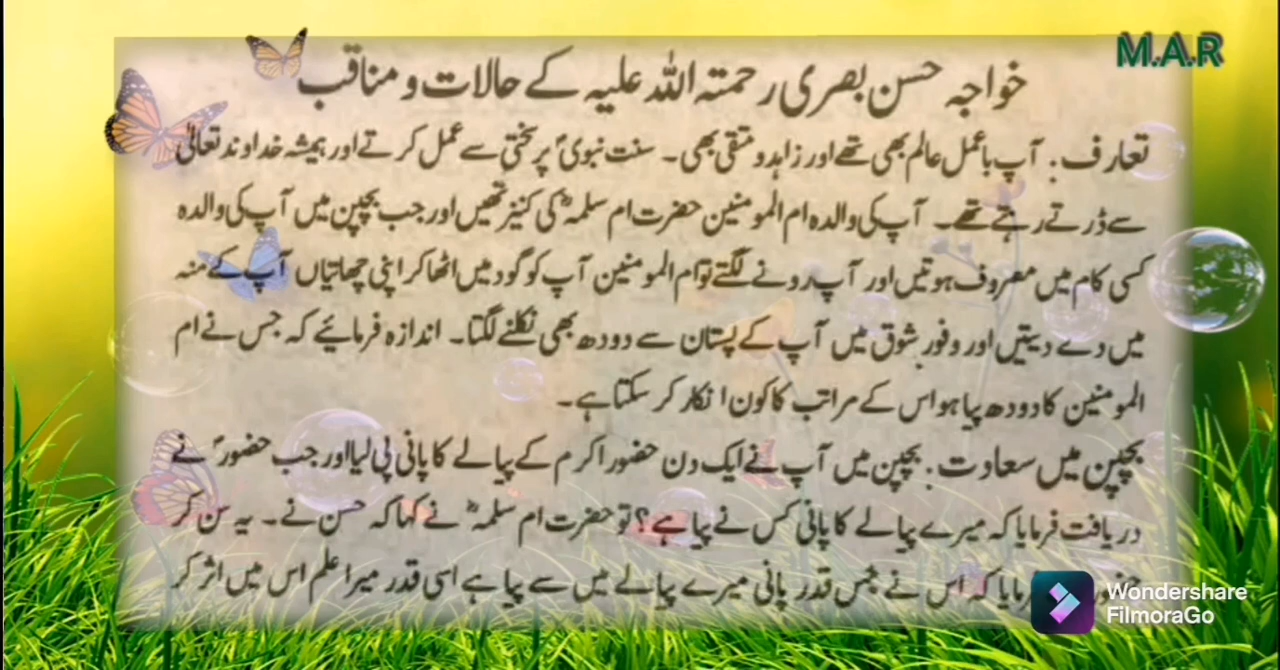 M.A.R
خواجہ حسن بصری رحمتہ اللہ علیہ کے حالات و مناقب
تعارف: آپ باعمل عالم بھی تھے اور زاہد و متقی بھی۔ سنت نبویؐ پر سختی سے عمل کرتے اور ہمیشہ خداوند تعالیٰ
سے ڈرتے رہتے تھے۔ آپ کی والدہ ام المومنین حضرت ام سلمہؓ کی کنیز تھیں اور جب بچپن میں آپ کی والدہ
کسی کام میں مصروف ہوتیں اور آپ رونے لگتے تو ام المومنین آپ کو گود میں اٹھا کر اپنی چھاتیاں آپ کے منہ
میں دے دیتیں اور وفور شوق میں آپ کے پستان سے دودھ بھی نکلنے لگتا۔ اندازہ فرمائیے کہ جس نے ام
المومنین کا دودھ پیا ہو اس کے مراتب کا کون انکار کر سکتا ہے۔
بچپن میں سعادت: بچپن میں آپ نے ایک دن حضور اکرم کے پیالے کا پانی پی لیا اور جب حضورؐ نے
دریافت فرمایا کہ میرے پیالے کا پانی کس نے پیا ہے؟ تو حضرت ام سلمہؓ نے کہا کہ حسن نے۔ یہ سن کر
کہ اس نے جس قدر پانی میرے پیالے میں سے پیا ہے اسی قدر میرا علم اس میں اثر کر
Wondershare
FilmoraGo